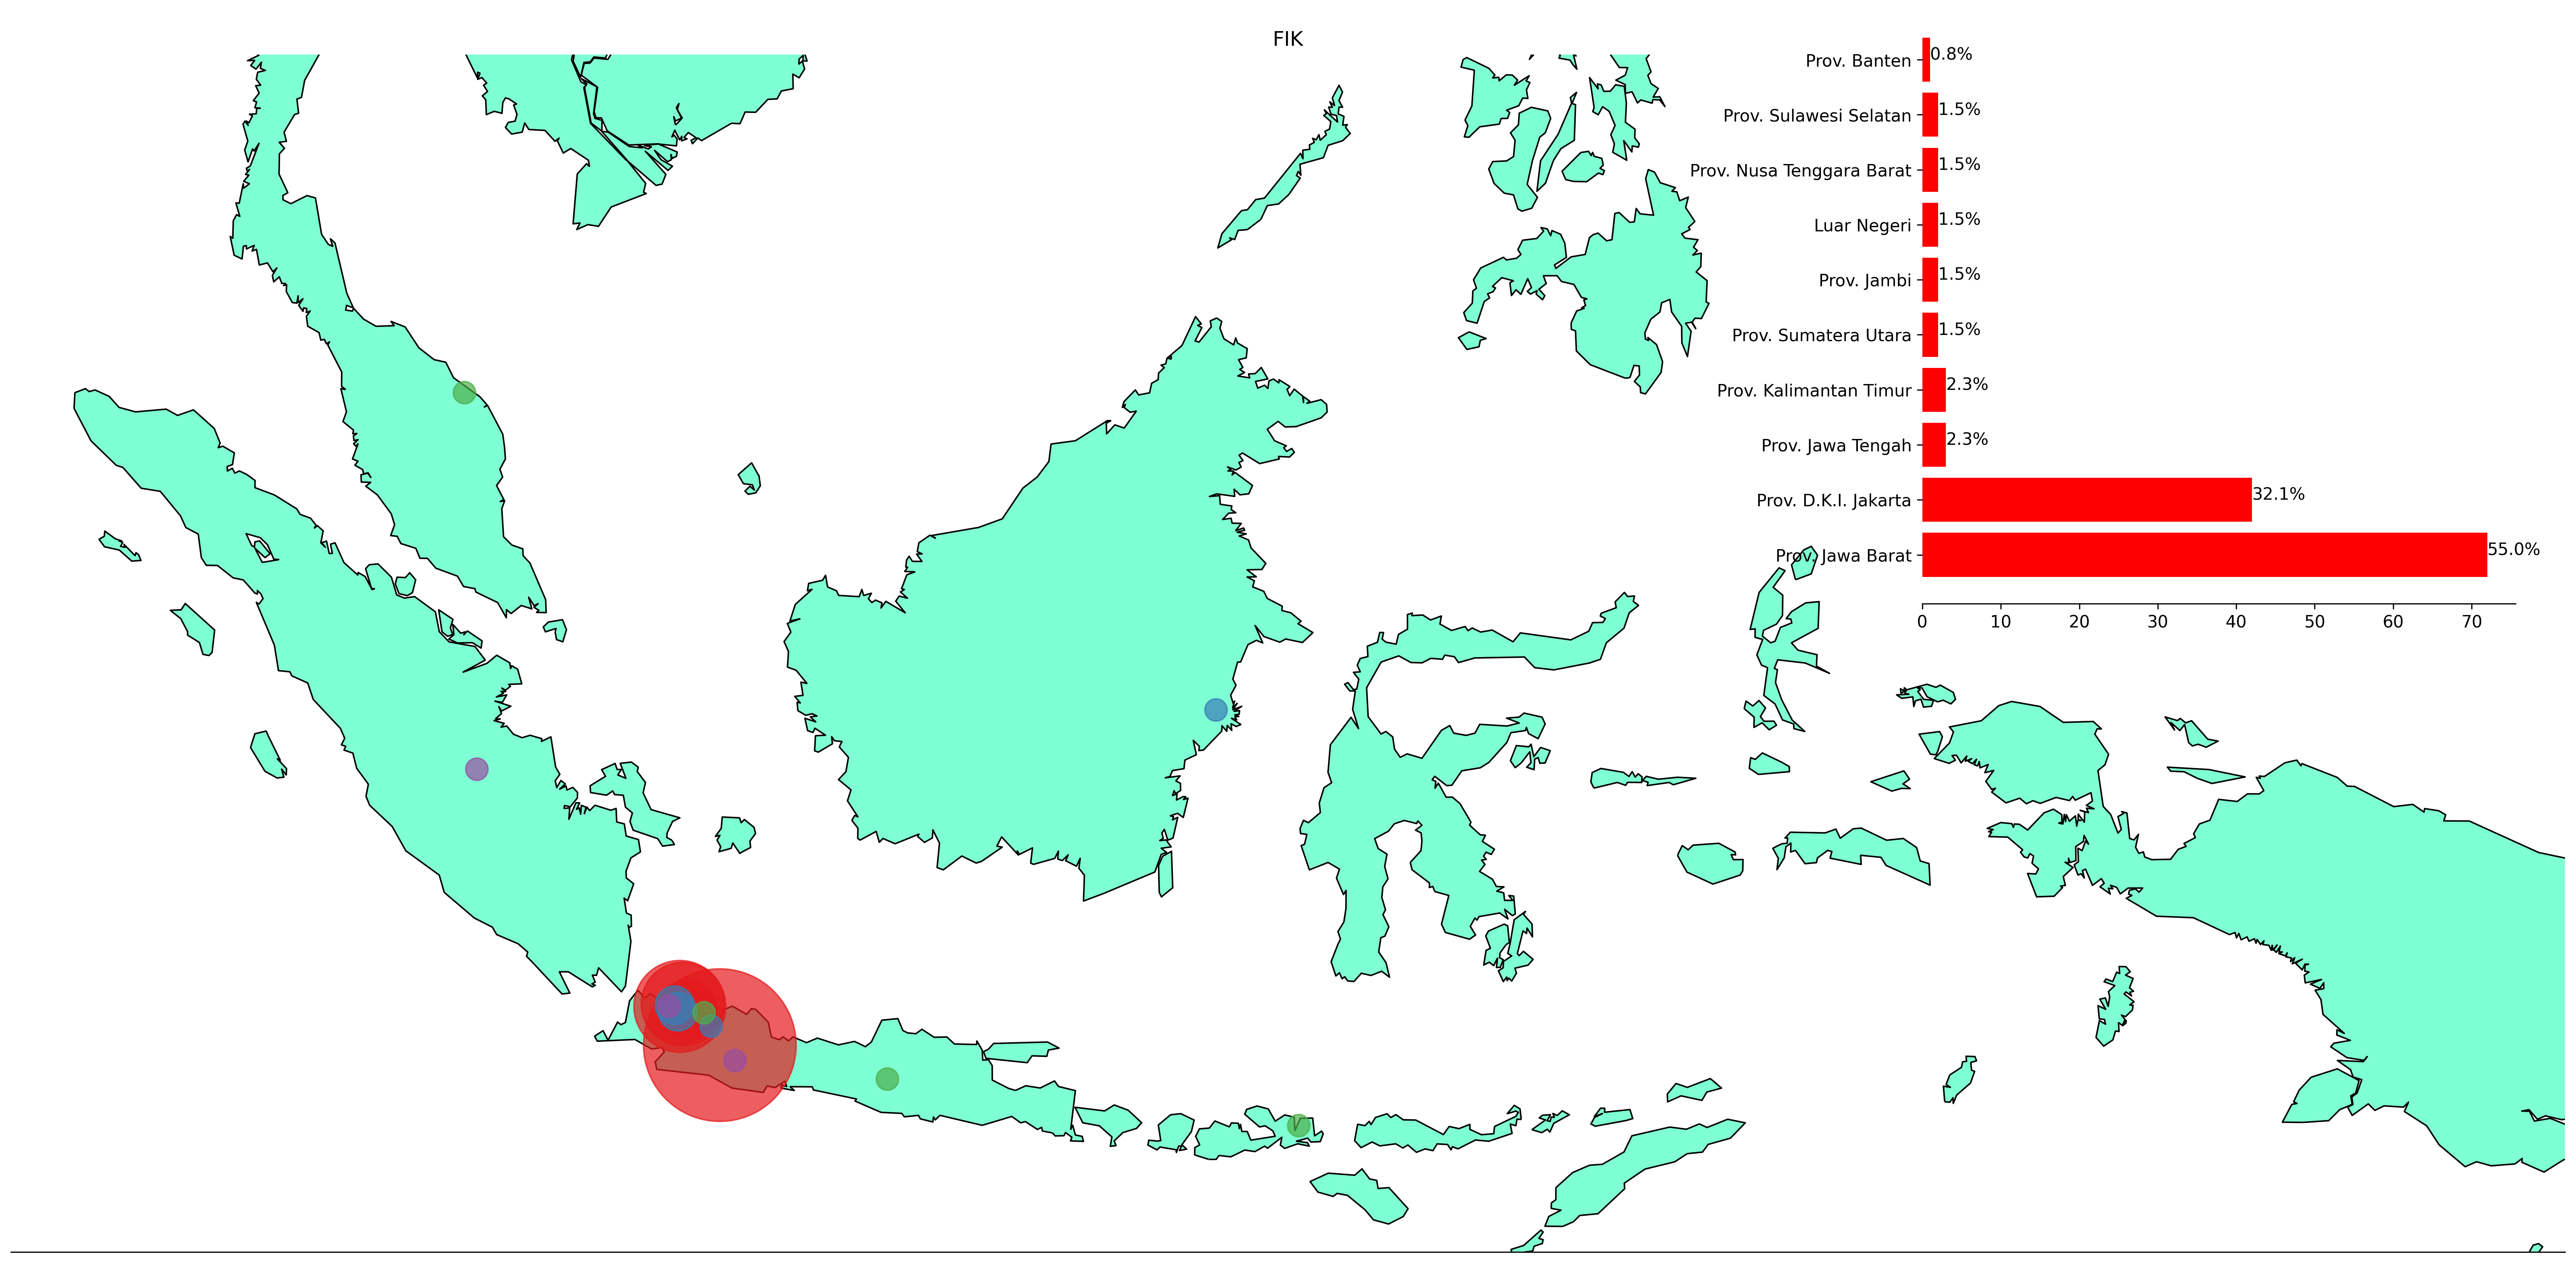 FIK
Prov. Banten 0.8%
Prov. Sulawesi Selatan 1.5%
Prov. Nusa Tenggara Barat 1.5%
Luar Negeri 1.5%
Prov. Jambi 1.5%
Prov. Sumatera Utara 1.5%
Prov. Kalimantan Timur 2.3%
Prov. Jawa Tengah 2.3%
Prov. D.K.I. Jakarta 32.1%
Prov. Jawa Barat 55.0%
0 10 20 30 40 50 60 70